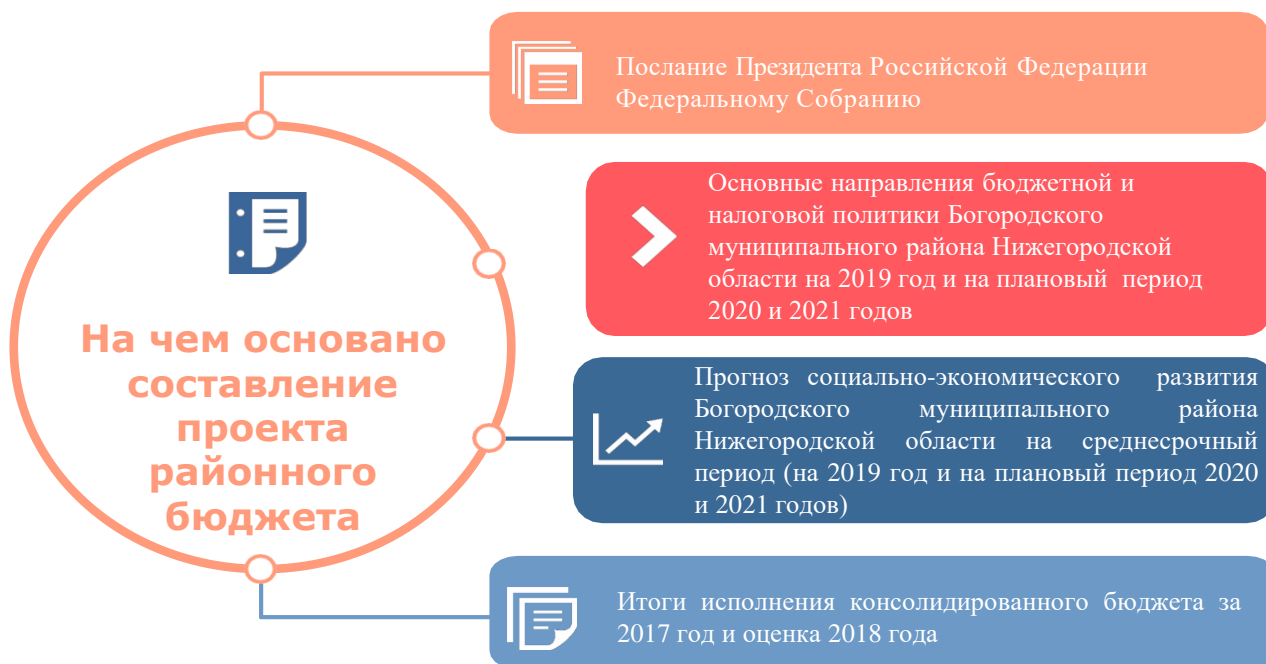 Послание Президента Российской Федерации
Федеральному Собранию
Основные направления бюджетной и
налоговой политики Богородского
муниципального района Нижегородской
области на 2019 год и на плановый период
2020 и 2021 годов
На чем основано
составление
проекта
районного
бюджета
Прогноз социально-экономического развития
Богородского муниципального района
Нижегородской области на среднесрочный
период (на 2019 год и на плановый период 2020
и 2021 годов)
Итоги исполнения консолидированного бюджета за
2017 год и оценка 2018 года